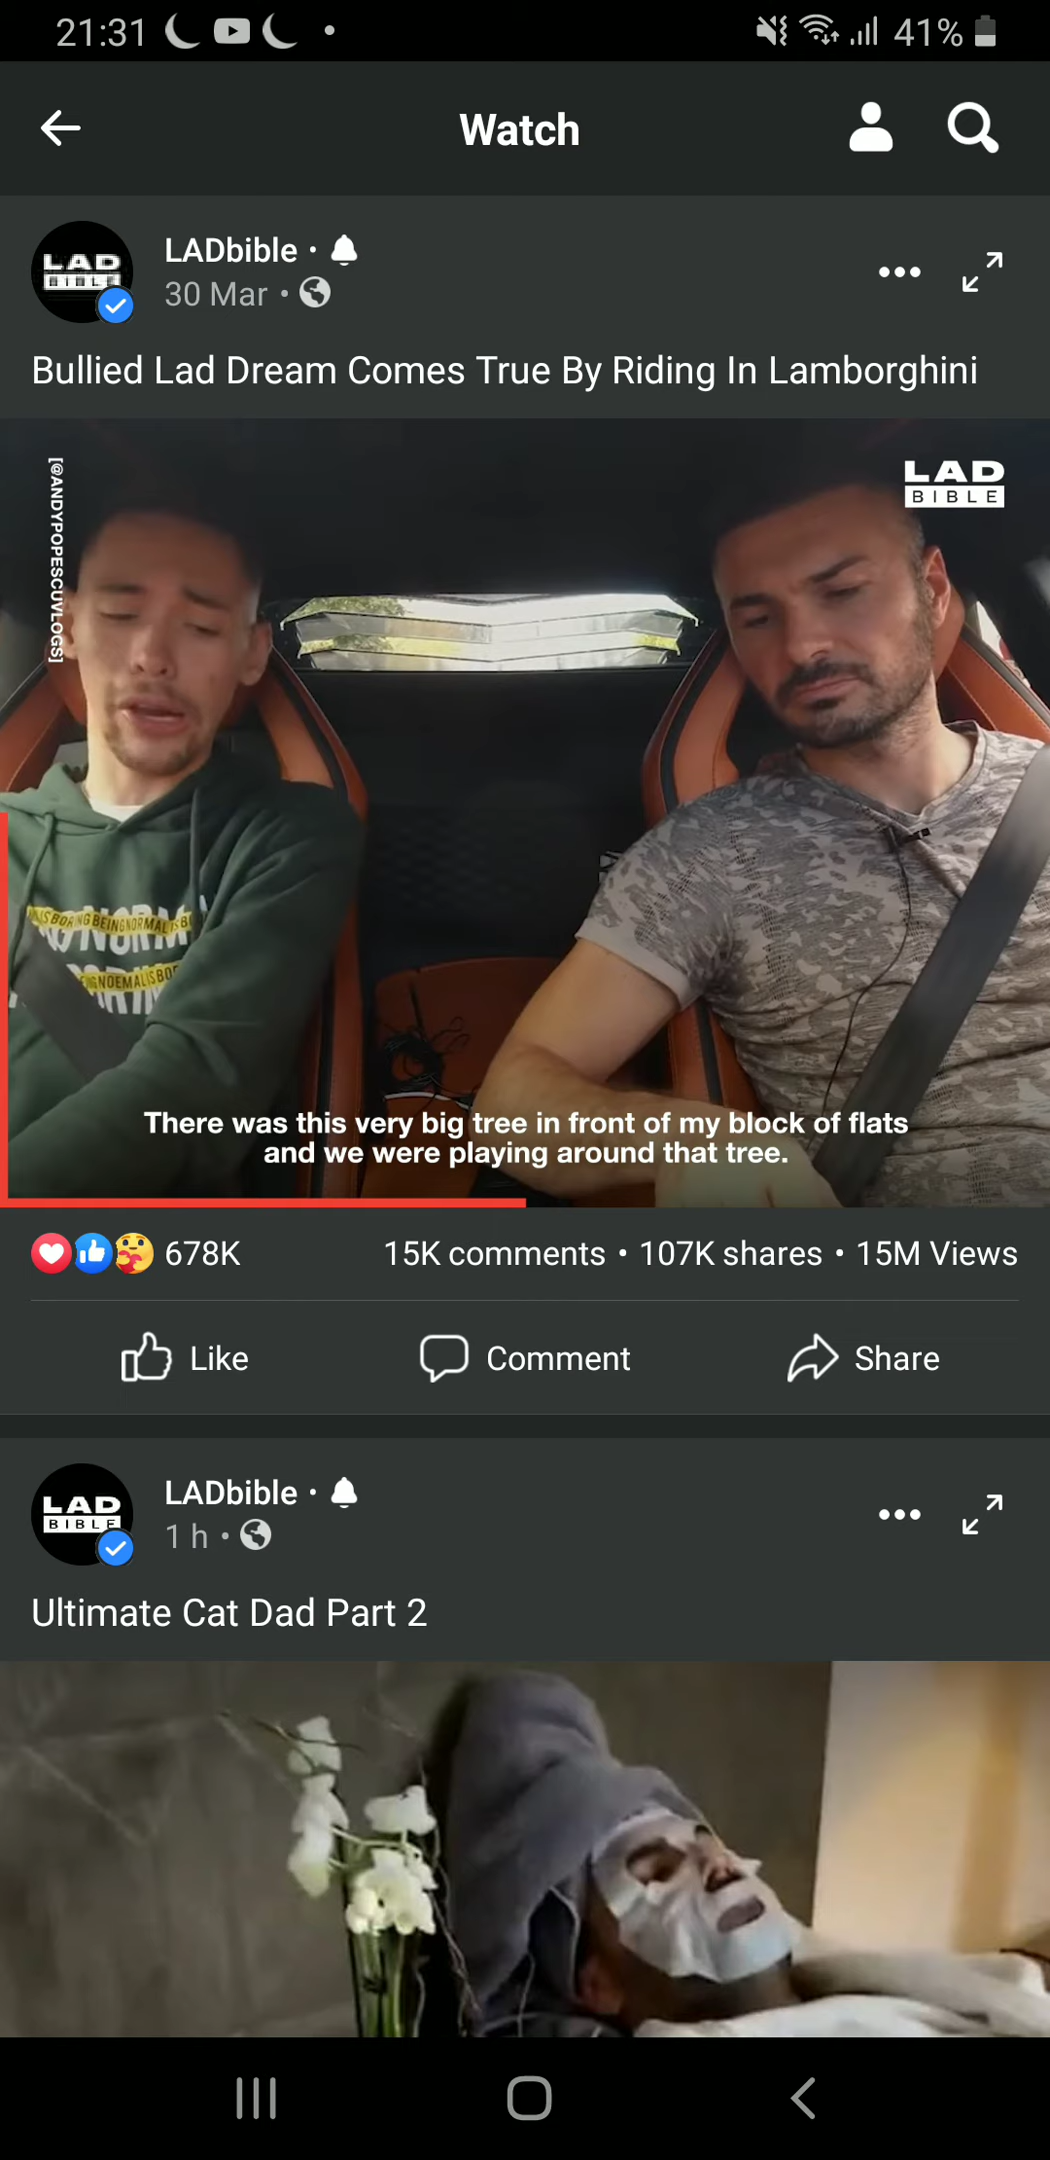 21:31
41%
Watch
LADbible ·
30 Mar ·
Bullied Lad Dream Comes True By Riding In Lamborghini
[@ANDYPOPESCUVLOGS]
LAD
BIBLE
There was this very big tree in front of my block of flats
and we were playing around that tree.
678K
15K comments • 107K shares • 15M Views
Like
Comment
Share
LAD
BIBLE
LADbible ·
1 h ·
Ultimate Cat Dad Part 2